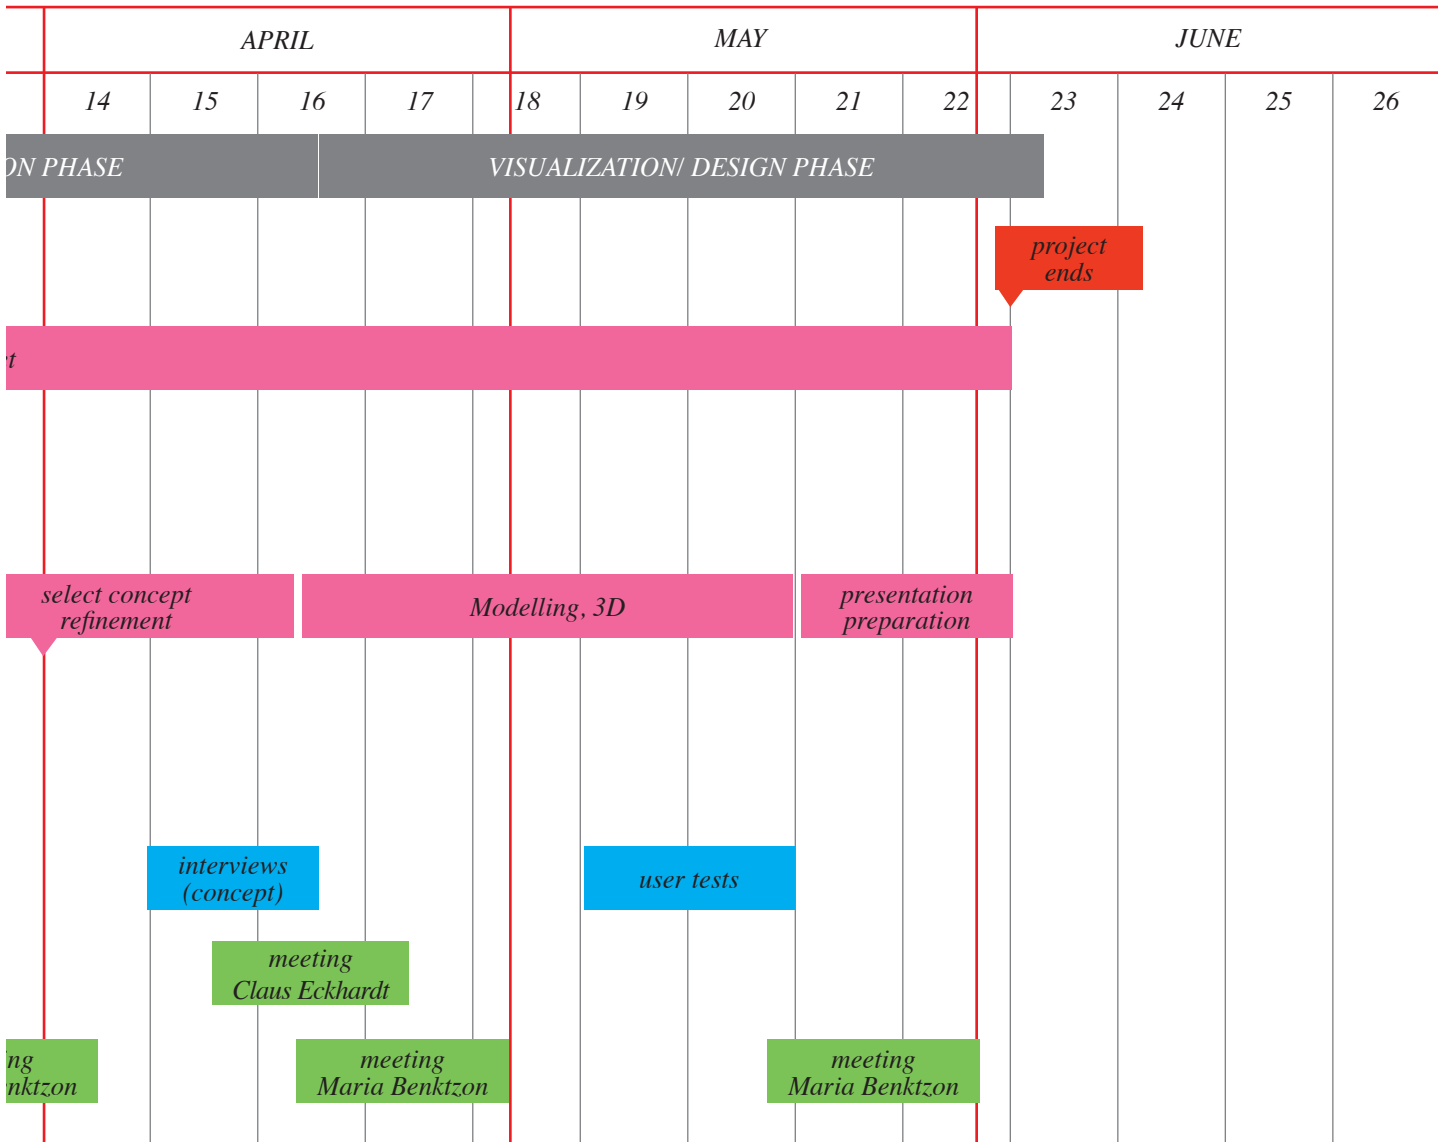 APRIL MAY JUNE
14 15 16 17 18 19 20 21 22 23 24 25 26
ON PHASE VISUALIZATION/ DESIGN PHASE
project
ends
select concept
refinement
Modelling, 3D
presentation
preparation
interviews
(concept)
user tests
meeting
Claus Eckhardt
meeting
Maria Benktzon
meeting
Maria Benktzon